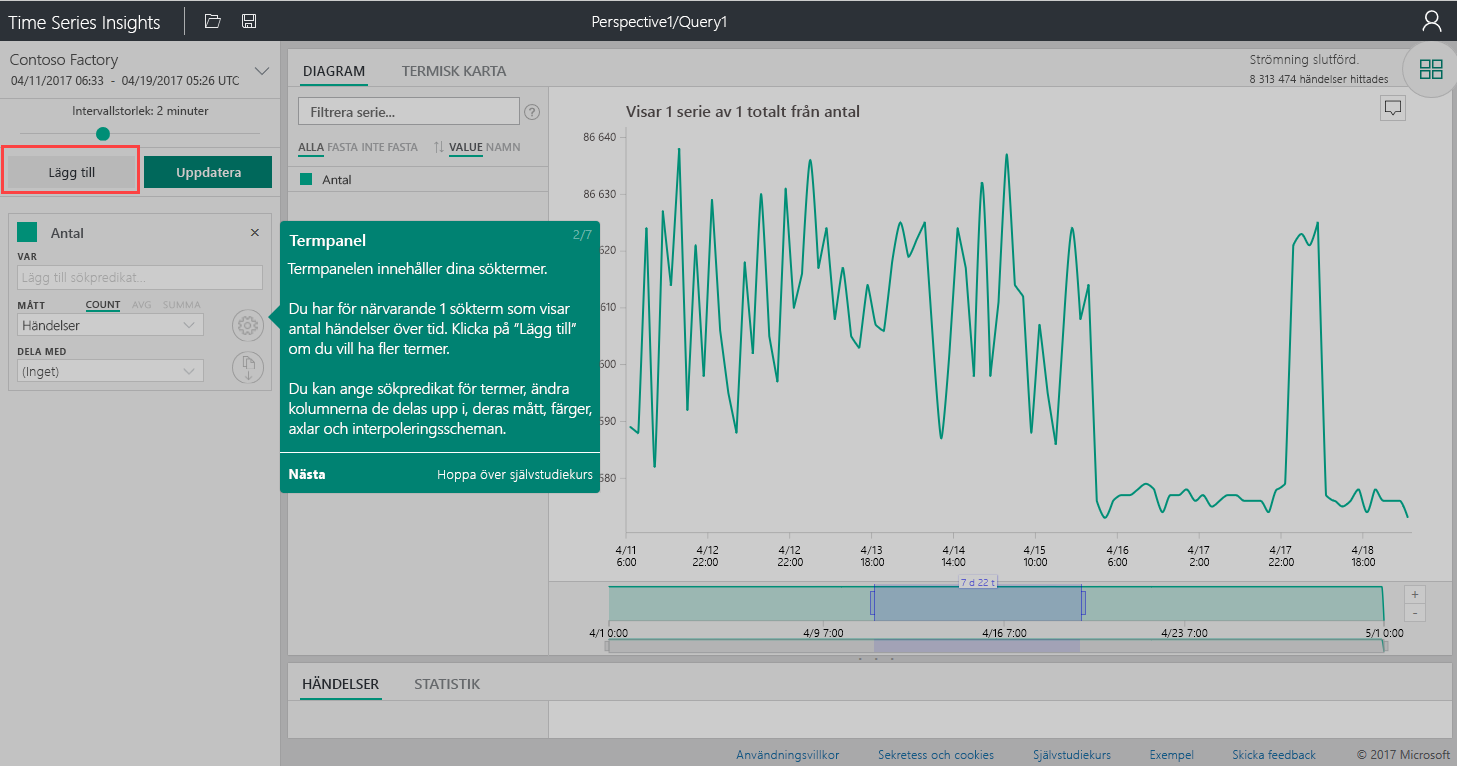 Time Series Insights
Perspective1/Query1
Contoso Factory
04/11/2017 06:33 - 04/19/2017 05:26 UTC
Intervallstorlek: 2 minuter
Lägg till
Uppdatera
Antal
×
VAR
Lägg till sökpredikat...
MÅTT COUNT AVG SUMMA
Händelser
DELA MED
(Inget)
DIAGRAM TERMISK KARTA
Strömning slutförd.
8 313 474 händelser hittades
Filtrera serie...
?
ALLA FASTA INTE FASTA VALUE NAMN
Antal
Termpanel 2/7
Termpanelen innehåller dina söktermer.
Du har för närvarande 1 sökterm som visar
antal händelser över tid. Klicka på ”Lägg till”
om du vill ha fler termer.
Du kan ange sökpredikat för termer, ändra
kolumnerna de delas upp i, deras mått, färger,
axlar och interpoleringsscheman.
Nästa Hoppa över självstudiekurs
Visar 1 serie av 1 totalt från antal
86 640
86 630
620
610
600
590
580
4/11 4/12 4/12 4/13 4/14 4/15 4/16 4/17 4/17 4/18
6:00 22:00 22:00 18:00 14:00 10:00 6:00 2:00 22:00 18:00
7 d 22 t
+
-
4/1 0:00 4/9 7:00 4/16 7:00 4/23 7:00 5/1 0:00
HÄNDELSER STATISTIK
Användningsvillkor Sekretess och cookies Självstudiekurs Exempel Skicka feedback © 2017 Microsoft